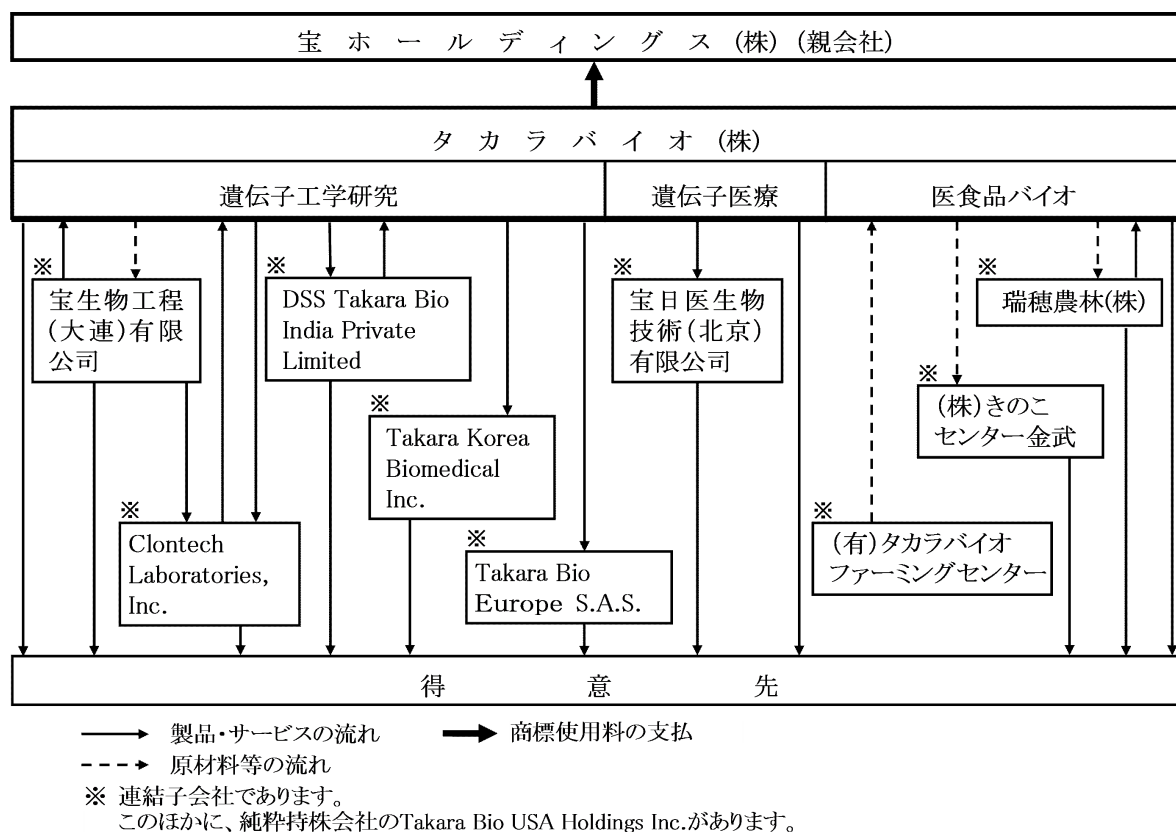 宝ホールディングス(株)(親会社)
タカラバイオ(株)
遺伝子工学研究
遺伝子医療
医食品バイオ
※
宝生物工程
(大連)有限
公司
※
DSS Takara Bio
India Private
Limited
※
宝日医生物
技術(北京)
有限公司
※
瑞穂農林(株)
※
(株)きのこ
センター金武
※
Takara Korea
Biomedical
Inc.
※
Clontech
Laboratories,
Inc.
※
Takara Bio
Europe S.A.S.
※
(有)タカラバイオ
ファーミングセンター
得意先
製品・サービスの流れ
商標使用料の支払
原材料等の流れ
※ 連結子会社であります。
このほかに、純粋持株会社のTakara Bio USA Holdings Inc.があります。